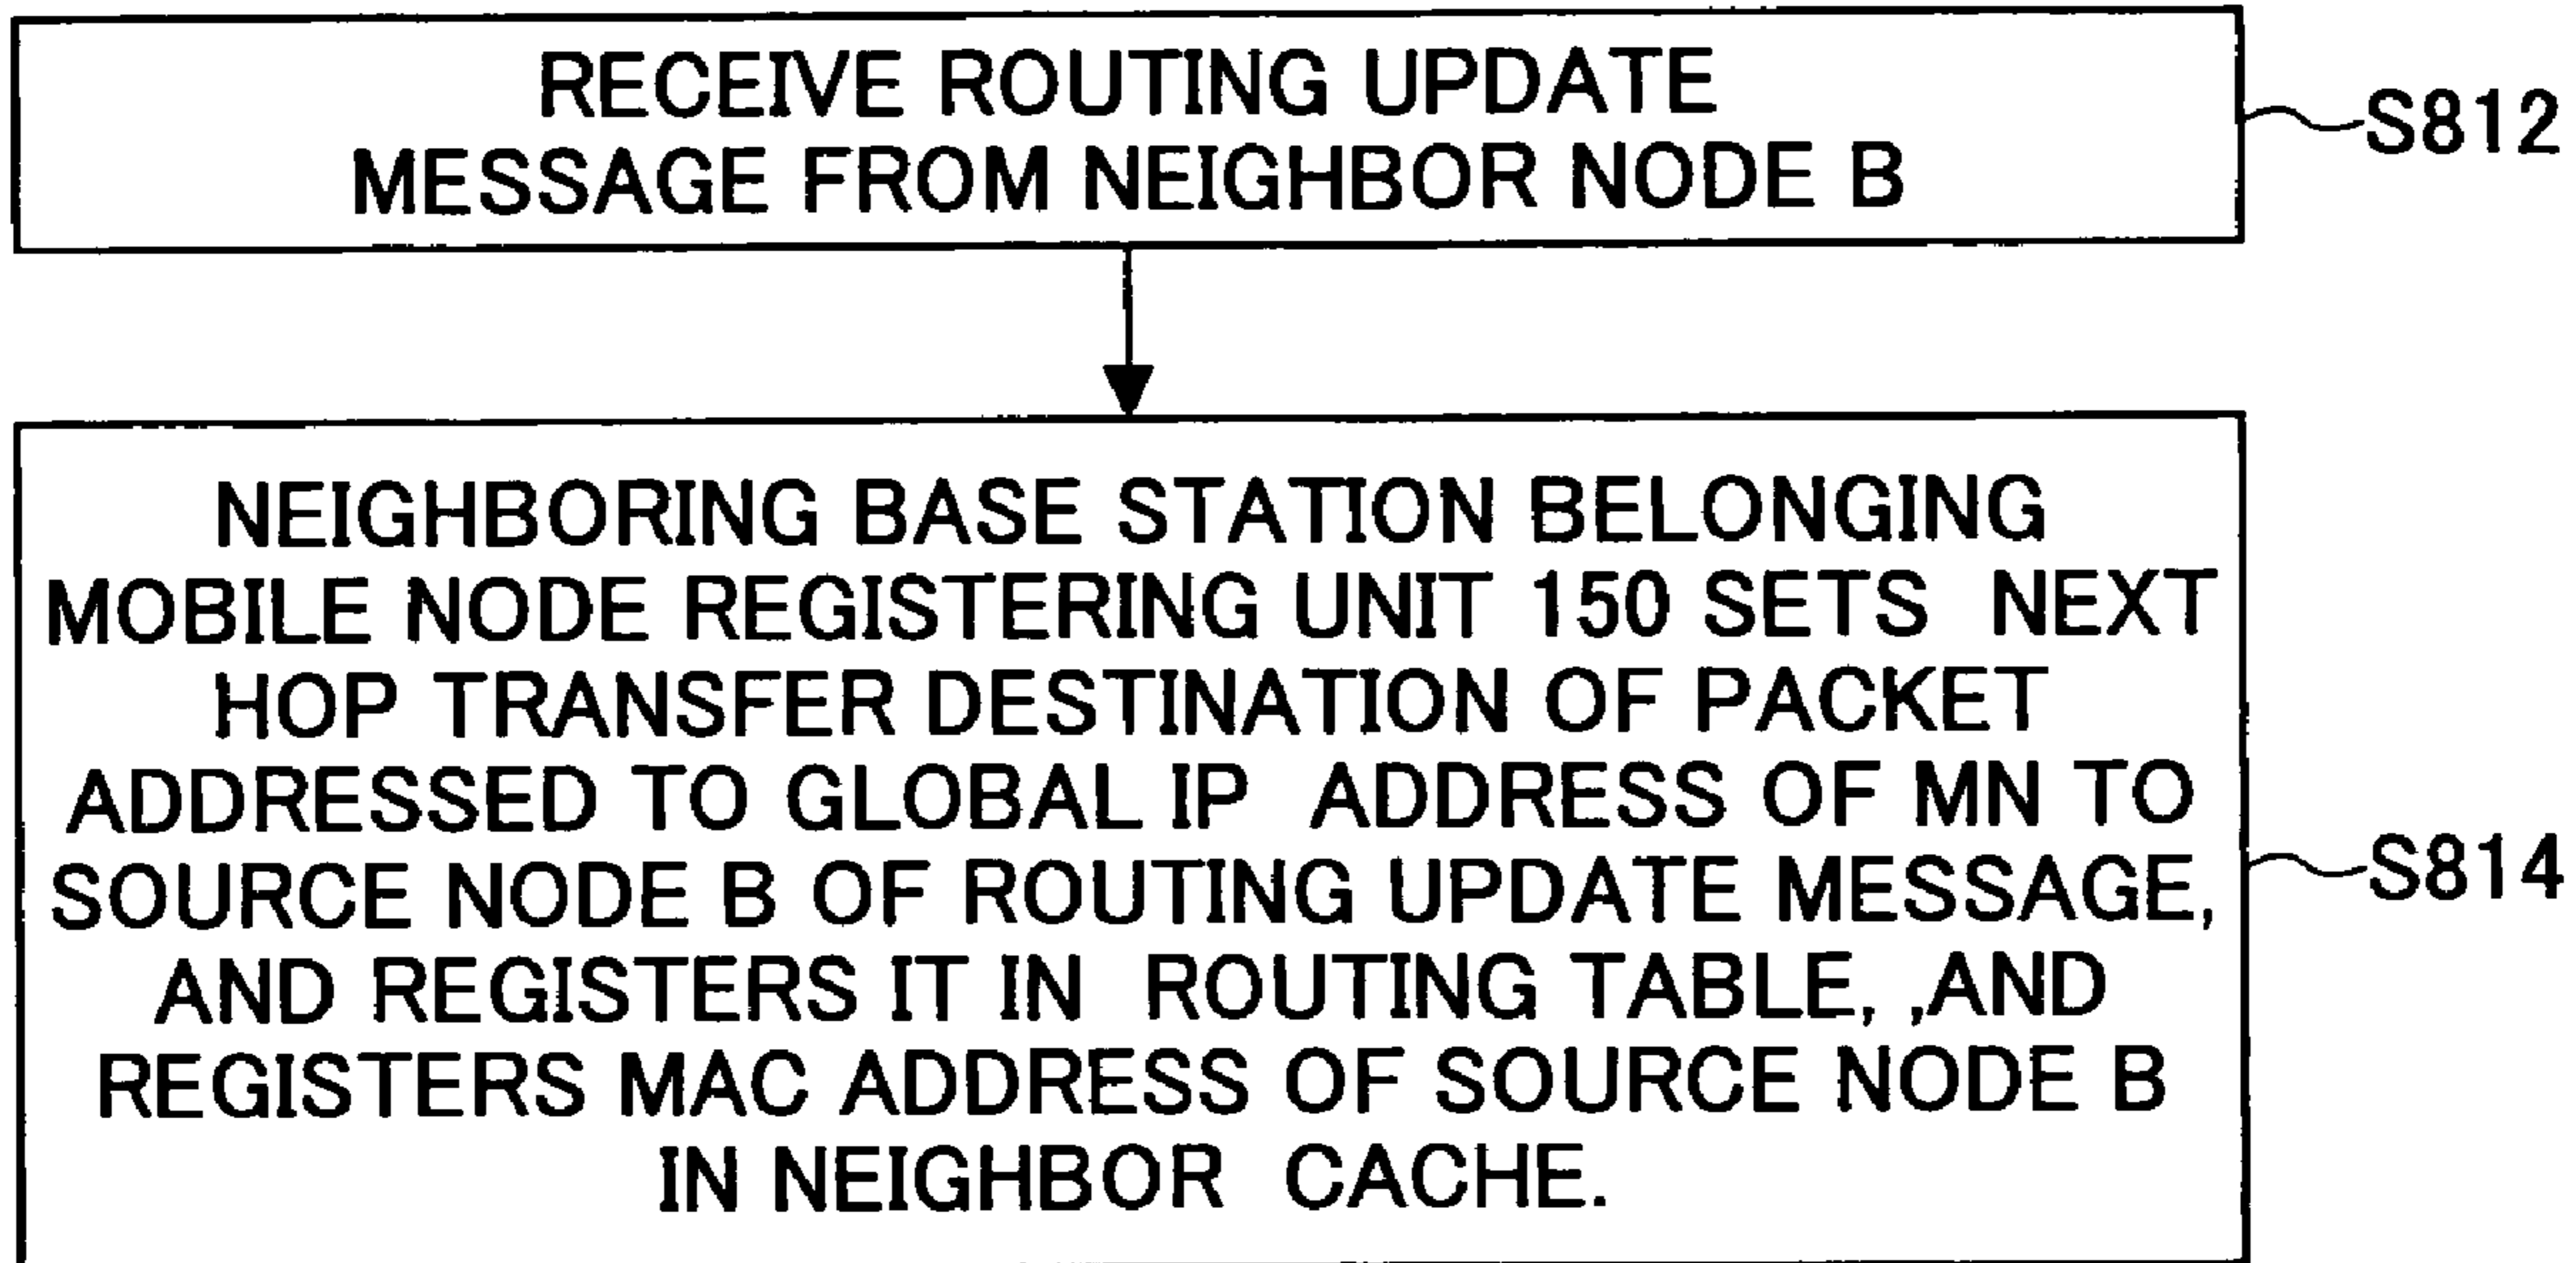 RECEIVE ROUTING UPDATE
MESSAGE FROM NEIGHBOR NODE B
S812
NEIGHBORING BASE STATION BELONGING
MOBILE NODE REGISTERING UNIT 150 SETS NEXT
HOP TRANSFER DESTINATION OF PACKET
ADDRESSED TO GLOBAL IP ADDRESS OF MN TO
SOURCE NODE B OF ROUTING UPDATE MESSAGE,
AND REGISTERS IT IN ROUTING TABLE, ,AND
REGISTERS MAC ADDRESS OF SOURCE NODE B
IN NEIGHBOR CACHE.
S814